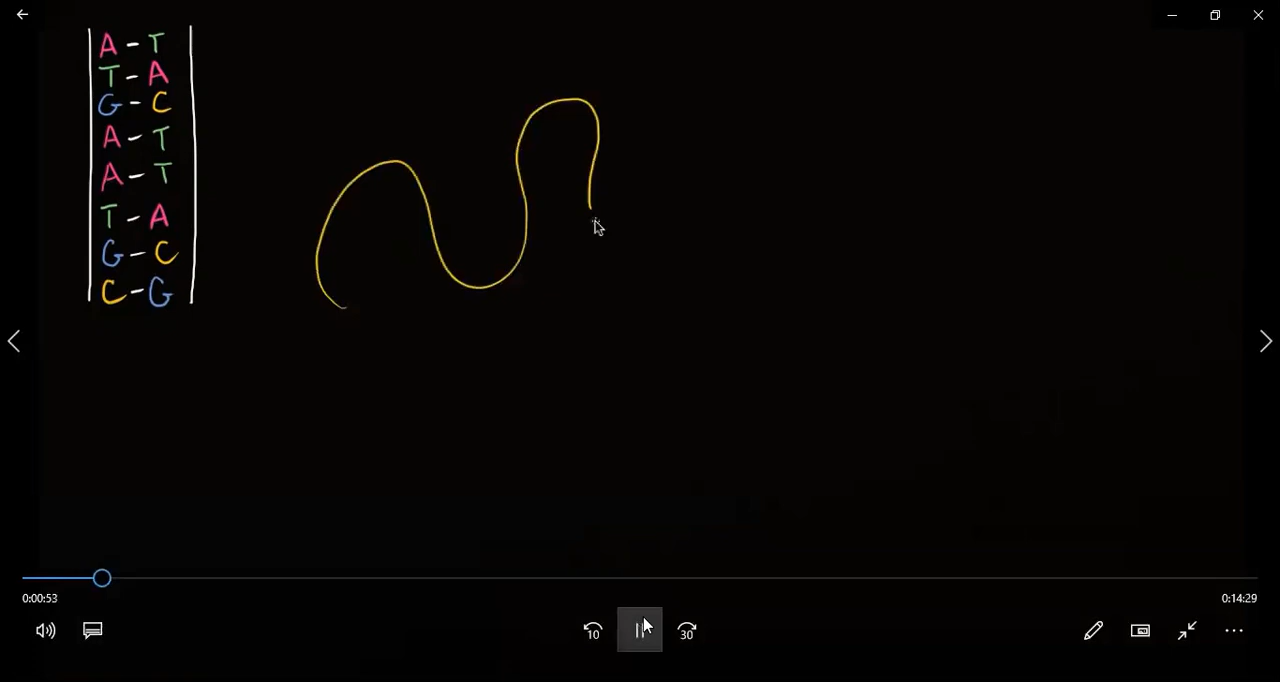 A - T
T - A
G - C
A - T
A - T
T - A
G - C
C - G
0:00:53
0:14:29
10
30